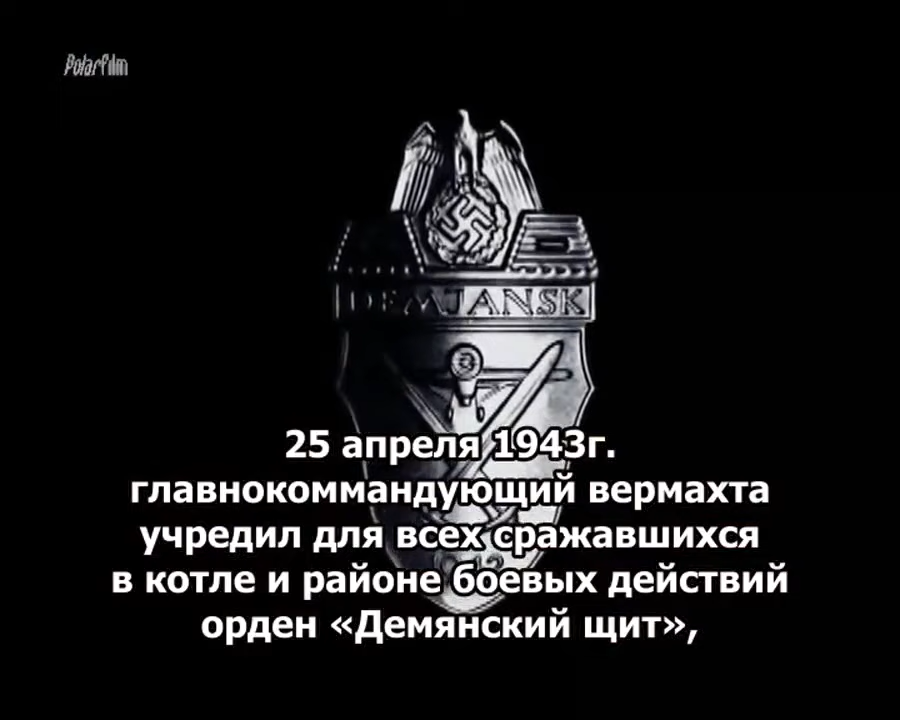 Polarfilm
DEMJANSK
25 апреля 1943г.
главнокоммандующий вермахта
учредил для всех сражавшихся
в котле и районе боевых действий
орден «Демянский щит»,